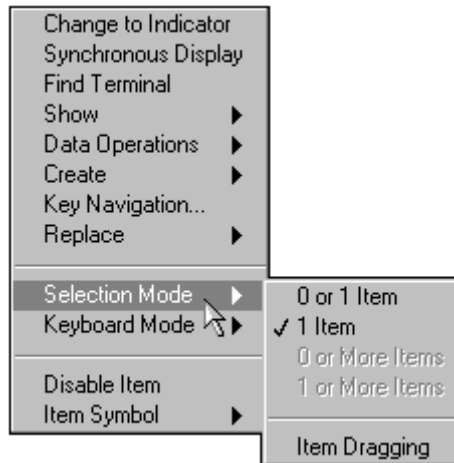 Change to Indicator
Synchronous Display
Find Terminal
Show
Data Operations
Create
Key Navigation...
Replace
Selection Mode
Keyboard Mode
Disable Item
Item Symbol
0 or 1 Item
1 Item
0 or More Items
1 or More Items
Item Dragging